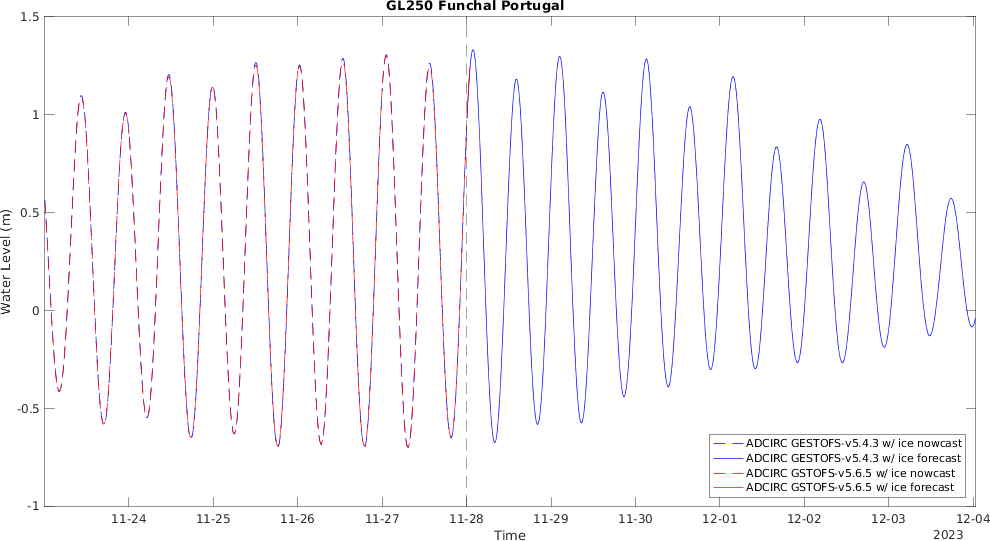 GL250 Funchal Portugal
1.5
1
0.5
0
-0.5
-1
Water Level (m)
ADCIRC GESTOFS-v5.4.3 w/ ice nowcast
ADCIRC GESTOFS-v5.4.3 w/ ice forecast
ADCIRC GSTOFS-v5.6.5 w/ ice nowcast
ADCIRC GSTOFS-v5.6.5 w/ ice forecast
11-24 11-25 11-26 11-27 11-28 11-29 11-30 12-01 12-02 12-03 12-04
Time
2023